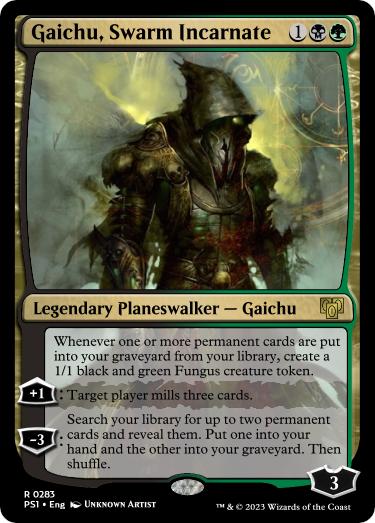 Gaichu, Swarm Incarnate 1
Legendary Planeswalker — Gaichu
Whenever one or more permanent cards are put
into your graveyard from your library, create a
1/1 black and green Fungus creature token.
+1: Target player mills three cards.
Search your library for up to two permanent
-3: cards and reveal them. Put one into your
hand and the other into your graveyard. Then
shuffle.
3
R 0283
PS1 • Eng Unknown Artist
™ & © 2023 Wizards of the Coast